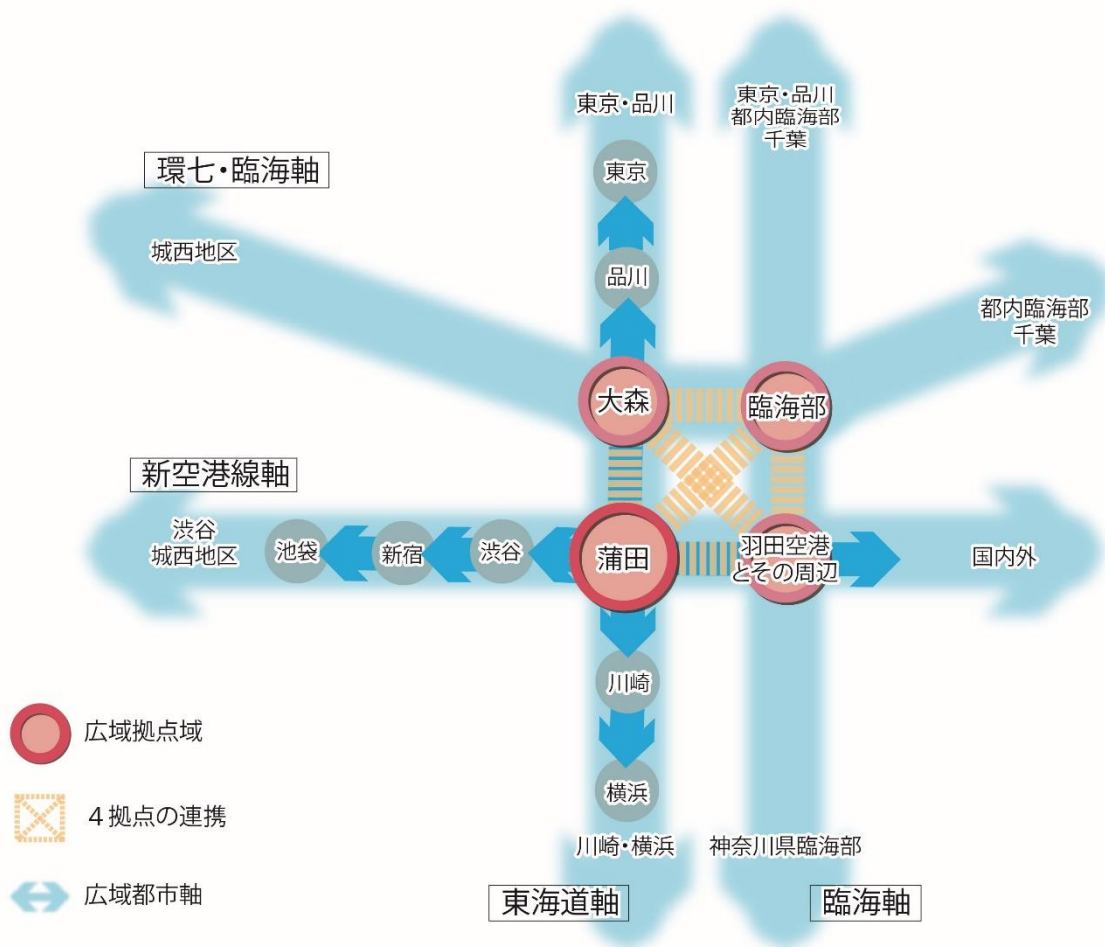 東京・品川
東京・品川
都内臨海部
千葉
環七・臨海軸
東京
城西地区
品川
都内臨海部
千葉
大森
臨海部
新空港線軸
渋谷
城西地区
池袋
新宿
渋谷
蒲田
羽田空港
とその周辺
国内外
川崎
広域拠点域
横浜
4拠点の連携
川崎・横浜
神奈川県臨海部
広域都市軸
東海道軸
臨海軸